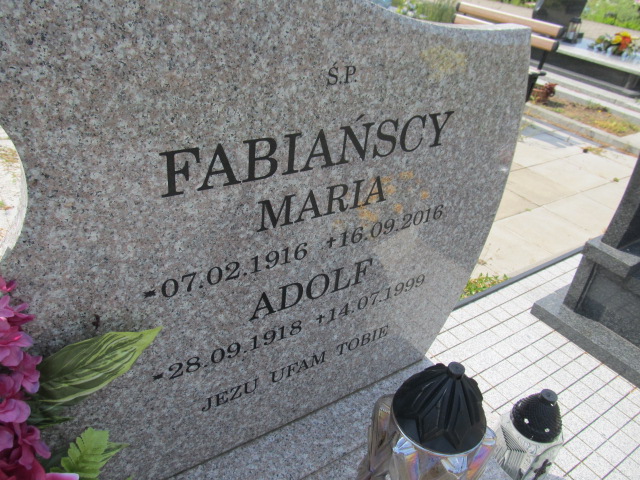 Ś.P.
FABIAŃSCY
MARIA
*07.02.1916 +16.09.2016
ADOLF
*28.09.1918 +14.07.1999
JEZU UFAM TOBIE